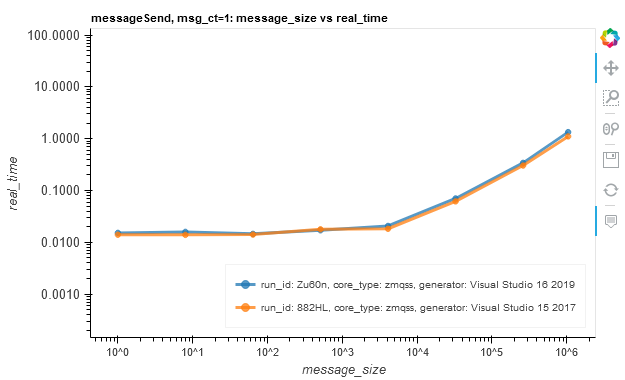 messageSend, msg_ct=1: message_size vs real_time
100.0000
10.0000
1.0000
0.1000
0.0100
0.0010
real_time
run_id: Zu60n, core_type: zmqss, generator: Visual Studio 16 2019
run_id: 882HL, core_type: zmqss, generator: Visual Studio 15 2017
10^0 10^1 10^2 10^3 10^4 10^5 10^6
message_size